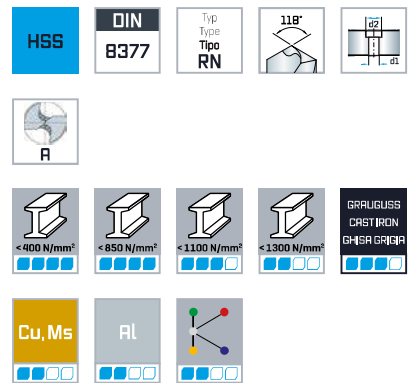 HSS
DIN
8377
Typ
Type
Tipo
RN
118°
d2
d1
A
<400 N/mm²
<850 N/mm²
<1100 N/mm²
<1300 N/mm²
GRAUGUSS
CAST IRON
GHISA GRIGIA
Cu, Ms
Al